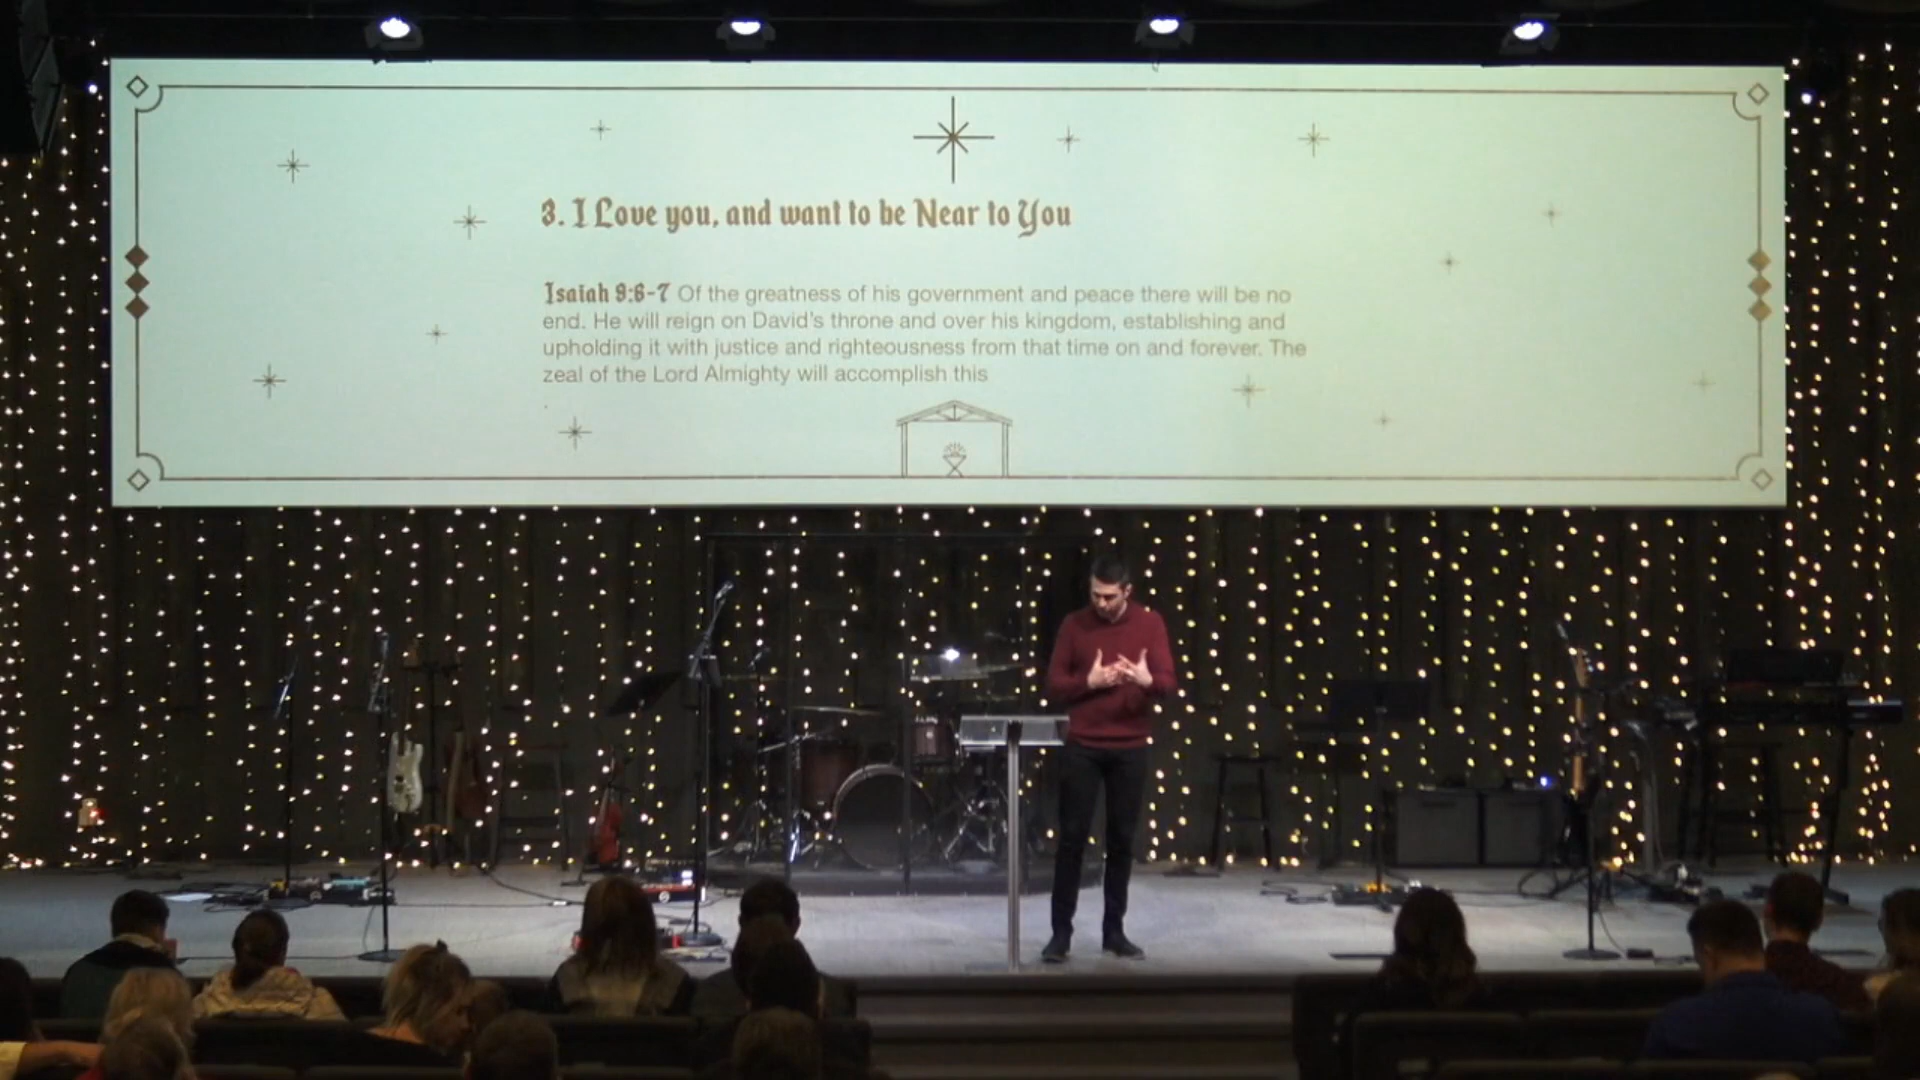 3. I Love you, and want to be Near to You
Isaiah 9:6-7 Of the greatness of his government and peace there will be no
end. He will reign on David's throne and over his kingdom, establishing and
upholding it with justice and righteousness from that time on and forever. The
zeal of the Lord Almighty will accomplish this
.